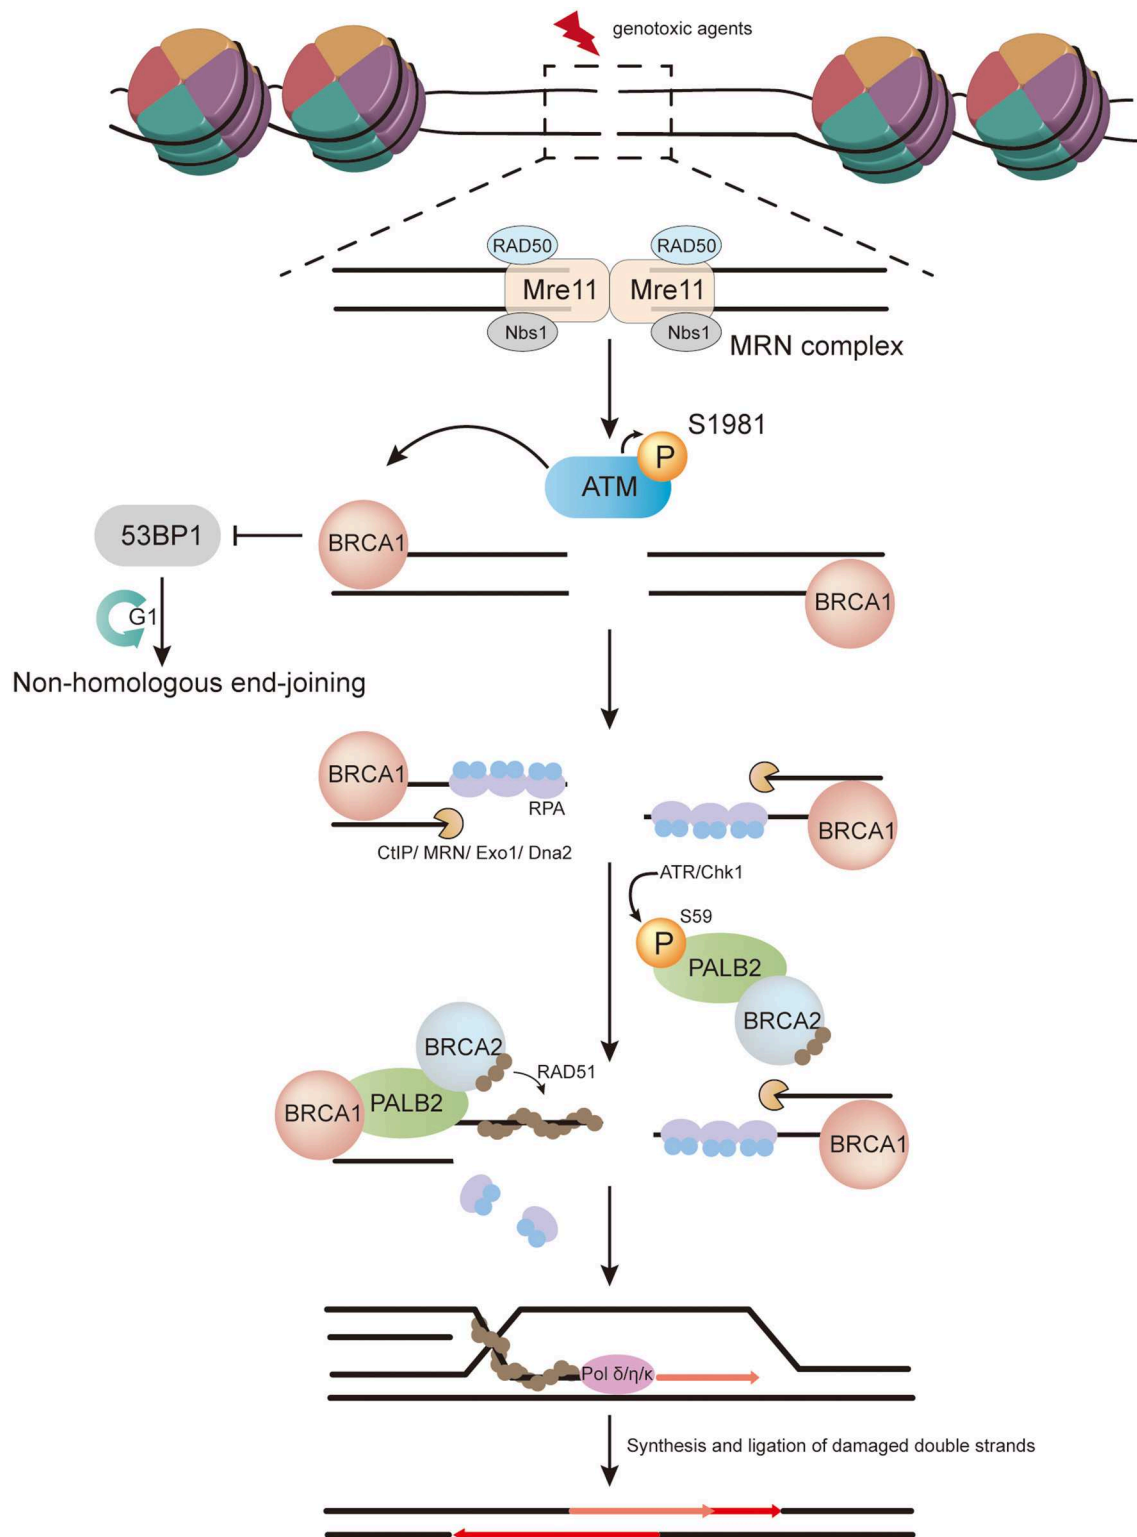 genotoxic agents
RAD50
RAD50
Mre11
Mre11
Nbs1
Nbs1
MRN complex
S1981
P
ATM
53BP1
BRCA1
BRCA1
G1
Non-homologous end-joining
BRCA1
RPA
BRCA1
CtIP/ MRN/ Exo1/ Dna2
ATR/Chk1
S59
P
PALB2
BRCA2
BRCA2
RAD51
BRCA1
PALB2
BRCA1
Pol δ/η/κ
Synthesis and ligation of damaged double strands